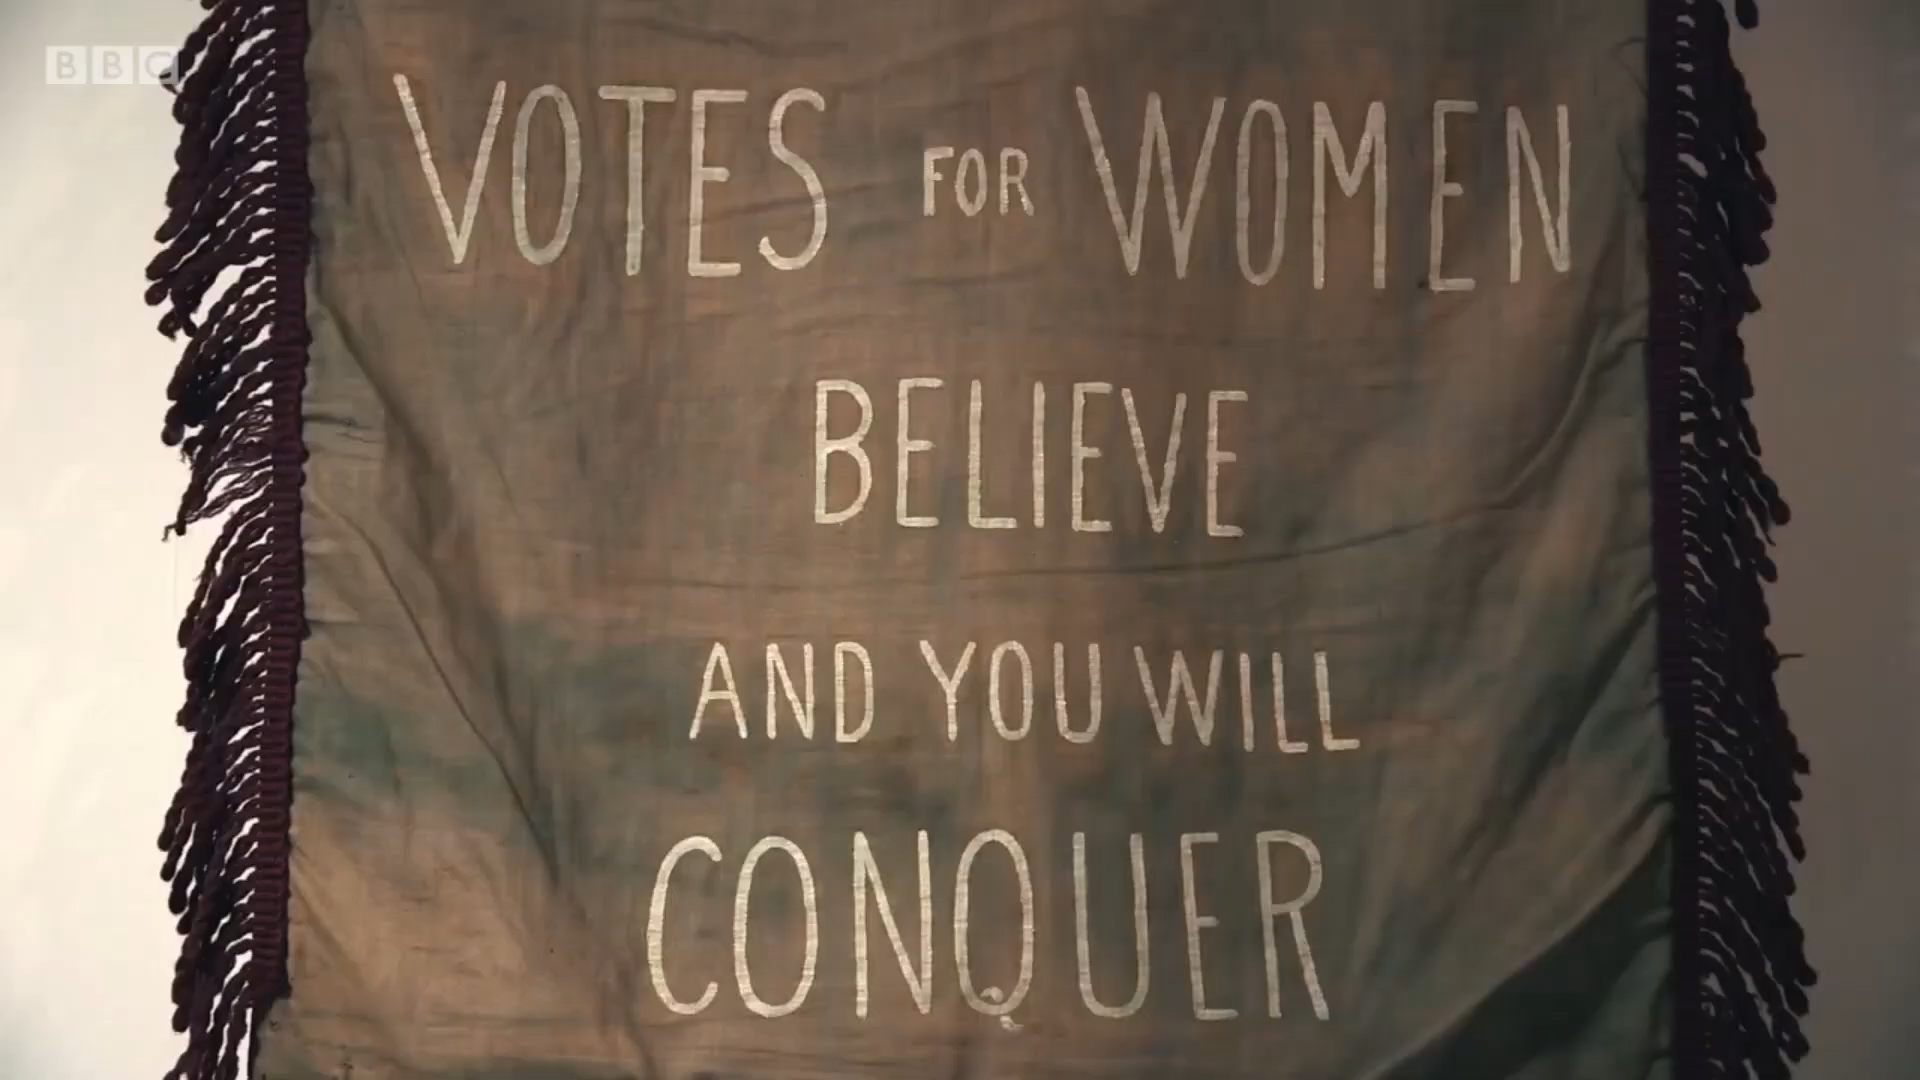 BBC
VOTES FOR WOMEN
BELIEVE
AND YOU WILL
CONQUER